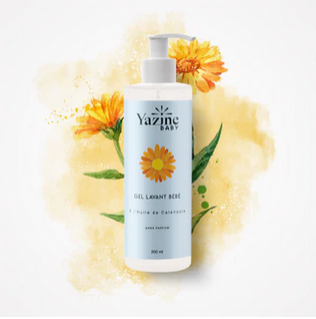 Yazine
BABY
GEL LAVANT BÉBÉ
À l'Huile de Calendula
SANS PARFUM
300 ml